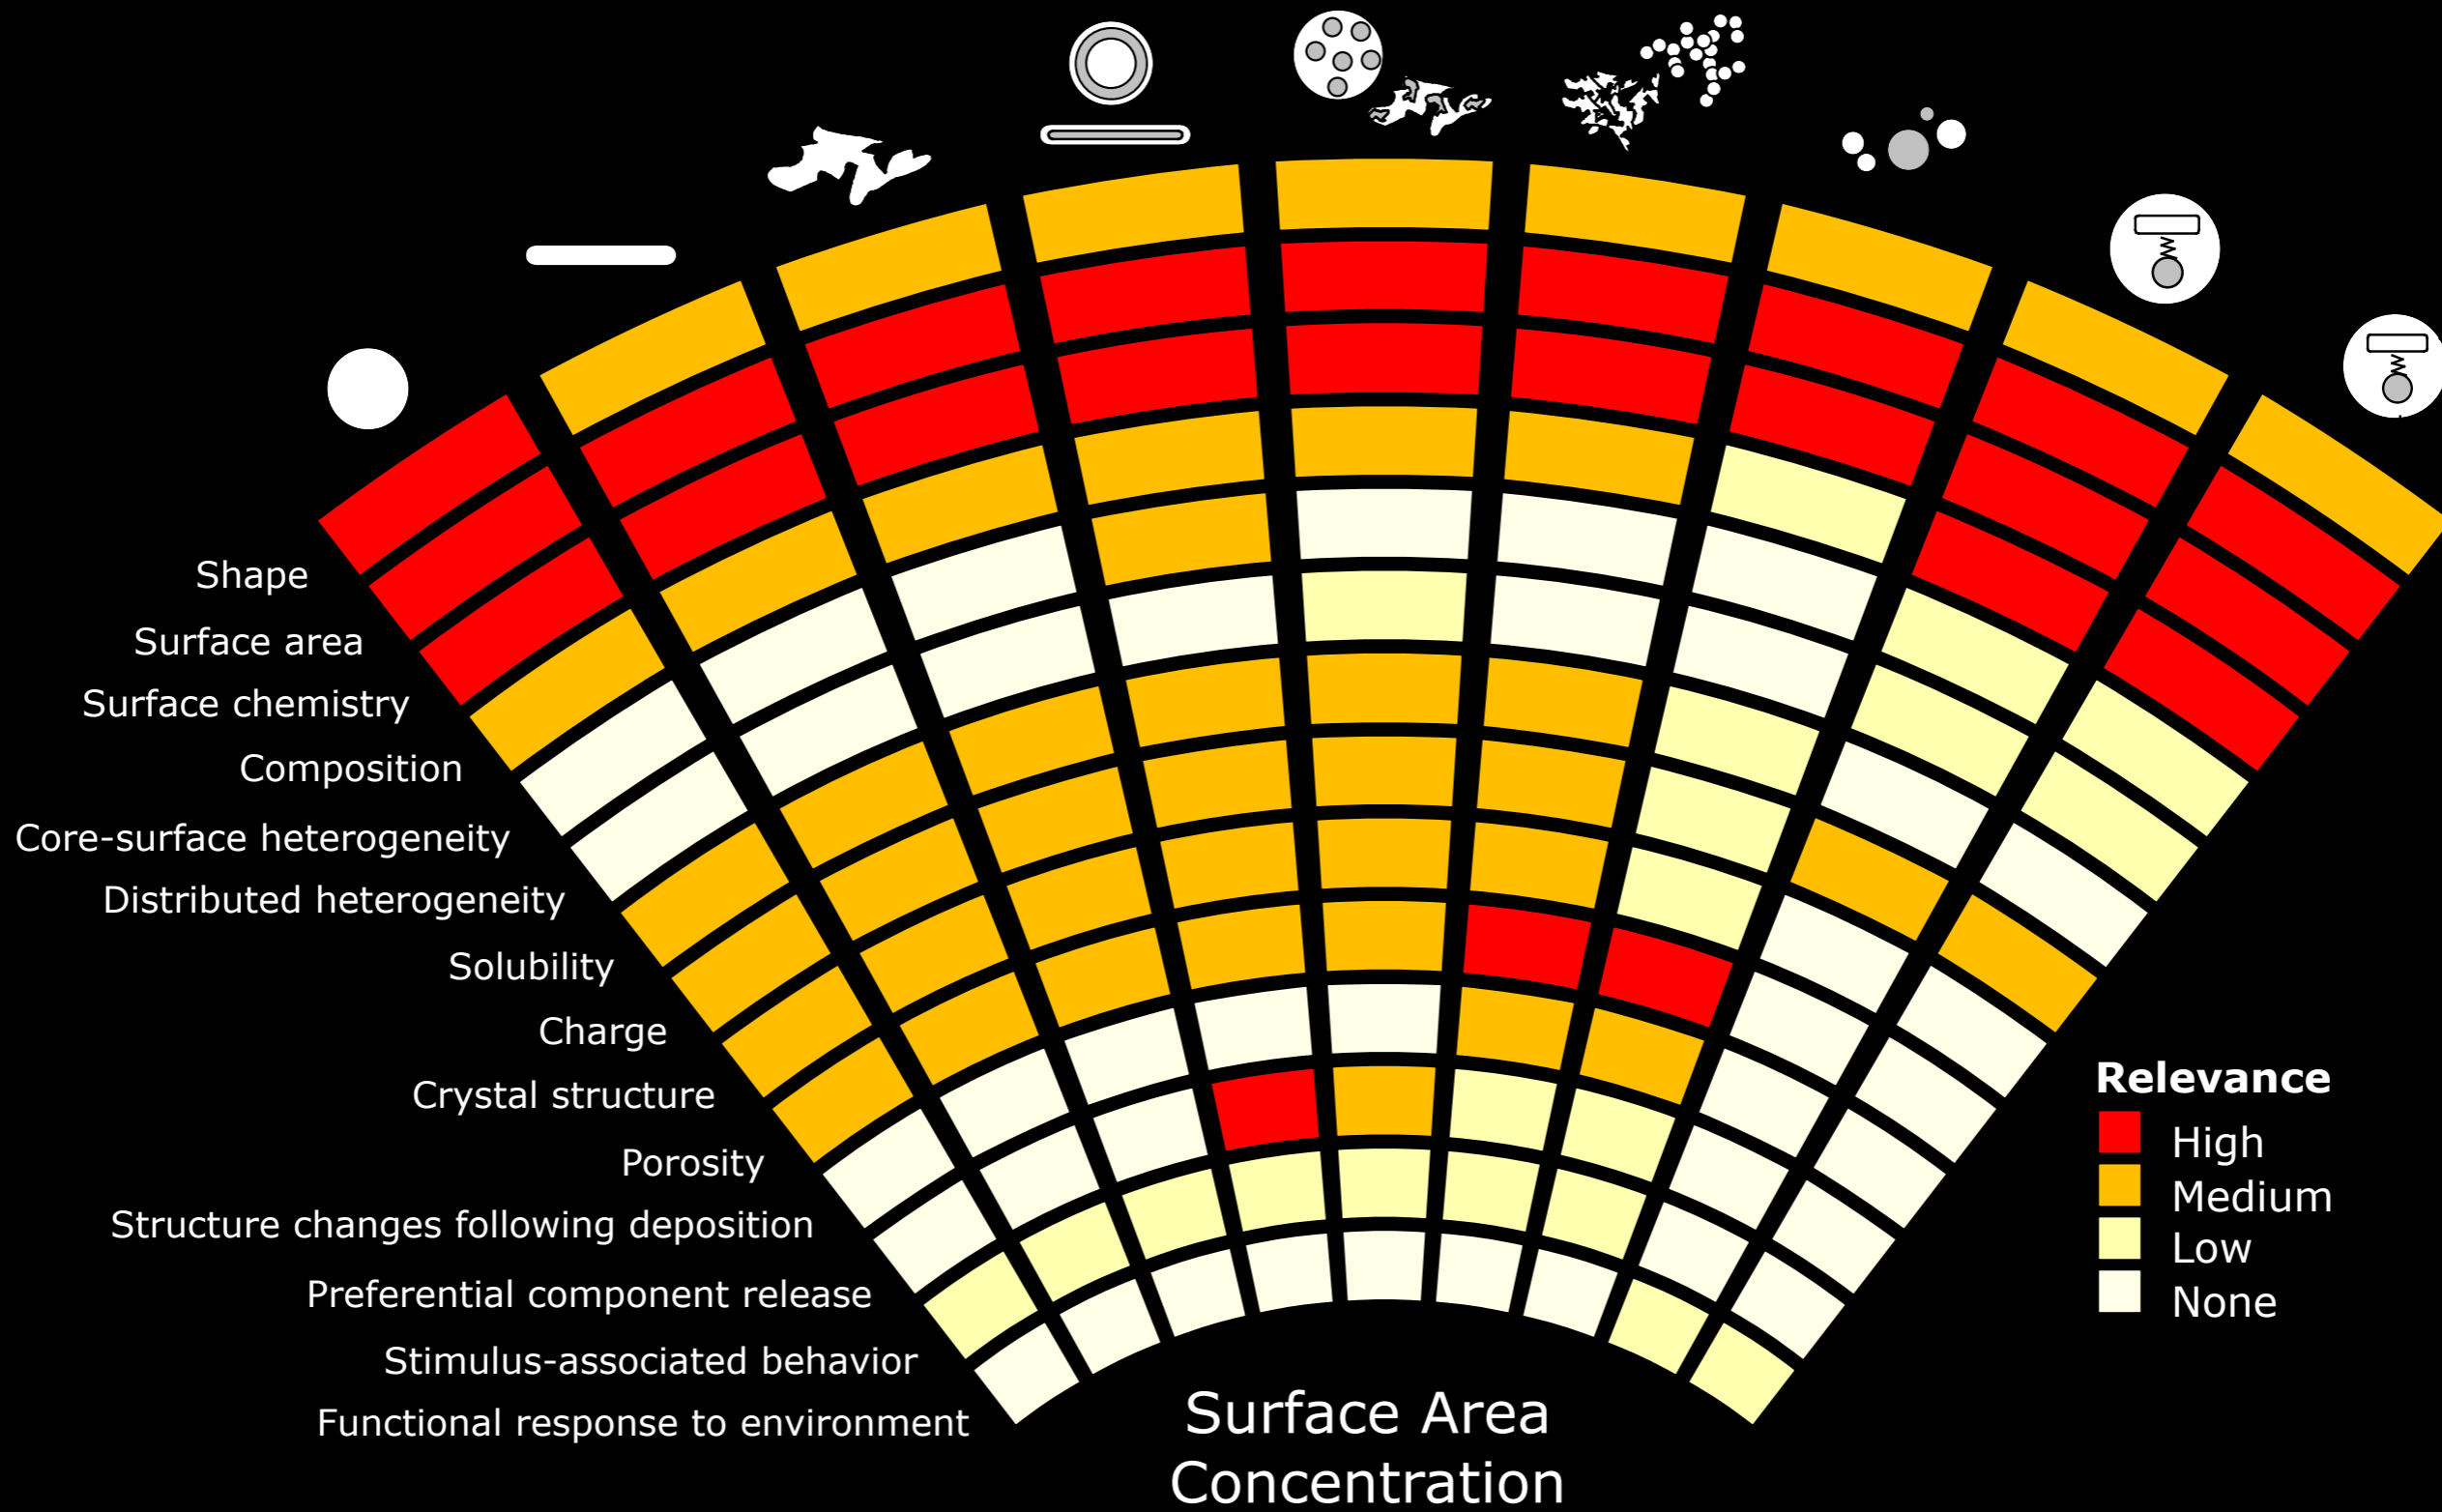 Shape
Surface area
Surface chemistry
Composition
Core-surface heterogeneity
Distributed heterogeneity
Solubility
Charge
Crystal structure
Porosity
Structure changes following deposition
Preferential component release
Stimulus-associated behavior
Functional response to environment
Relevance
High
Medium
Low
None
Surface Area
Concentration